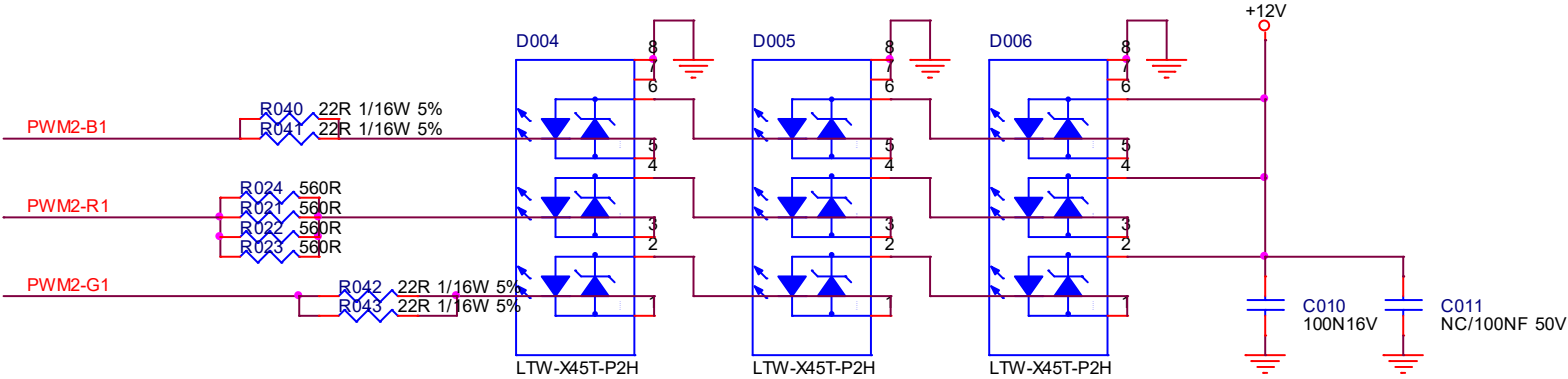 +12V
D004
D005
D006
8
7
6
5
4
3
2
1
8
7
6
5
4
3
2
1
8
7
6
5
4
3
2
1
PWM2-B1
R040 22R 1/16W 5%
R041 22R 1/16W 5%
PWM2-R1
R024 560R
R021 560R
R022 560R
R023 560R
PWM2-G1
R042 22R 1/16W 5%
R043 22R 1/16W 5%
LTW-X45T-P2H
LTW-X45T-P2H
LTW-X45T-P2H
C010
100N16V
C011
NC/100NF 50V